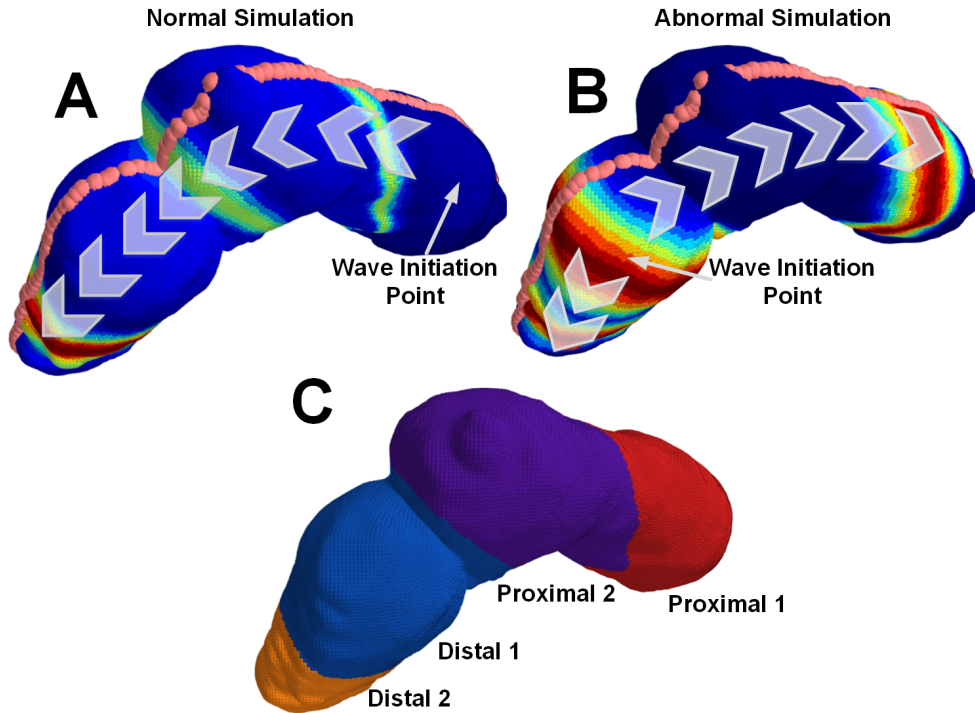 Normal Simulation
Abnormal Simulation
A
B
Wave Initiation
Point
Wave Initiation
Point
C
Proximal 2
Proximal 1
Distal 1
Distal 2